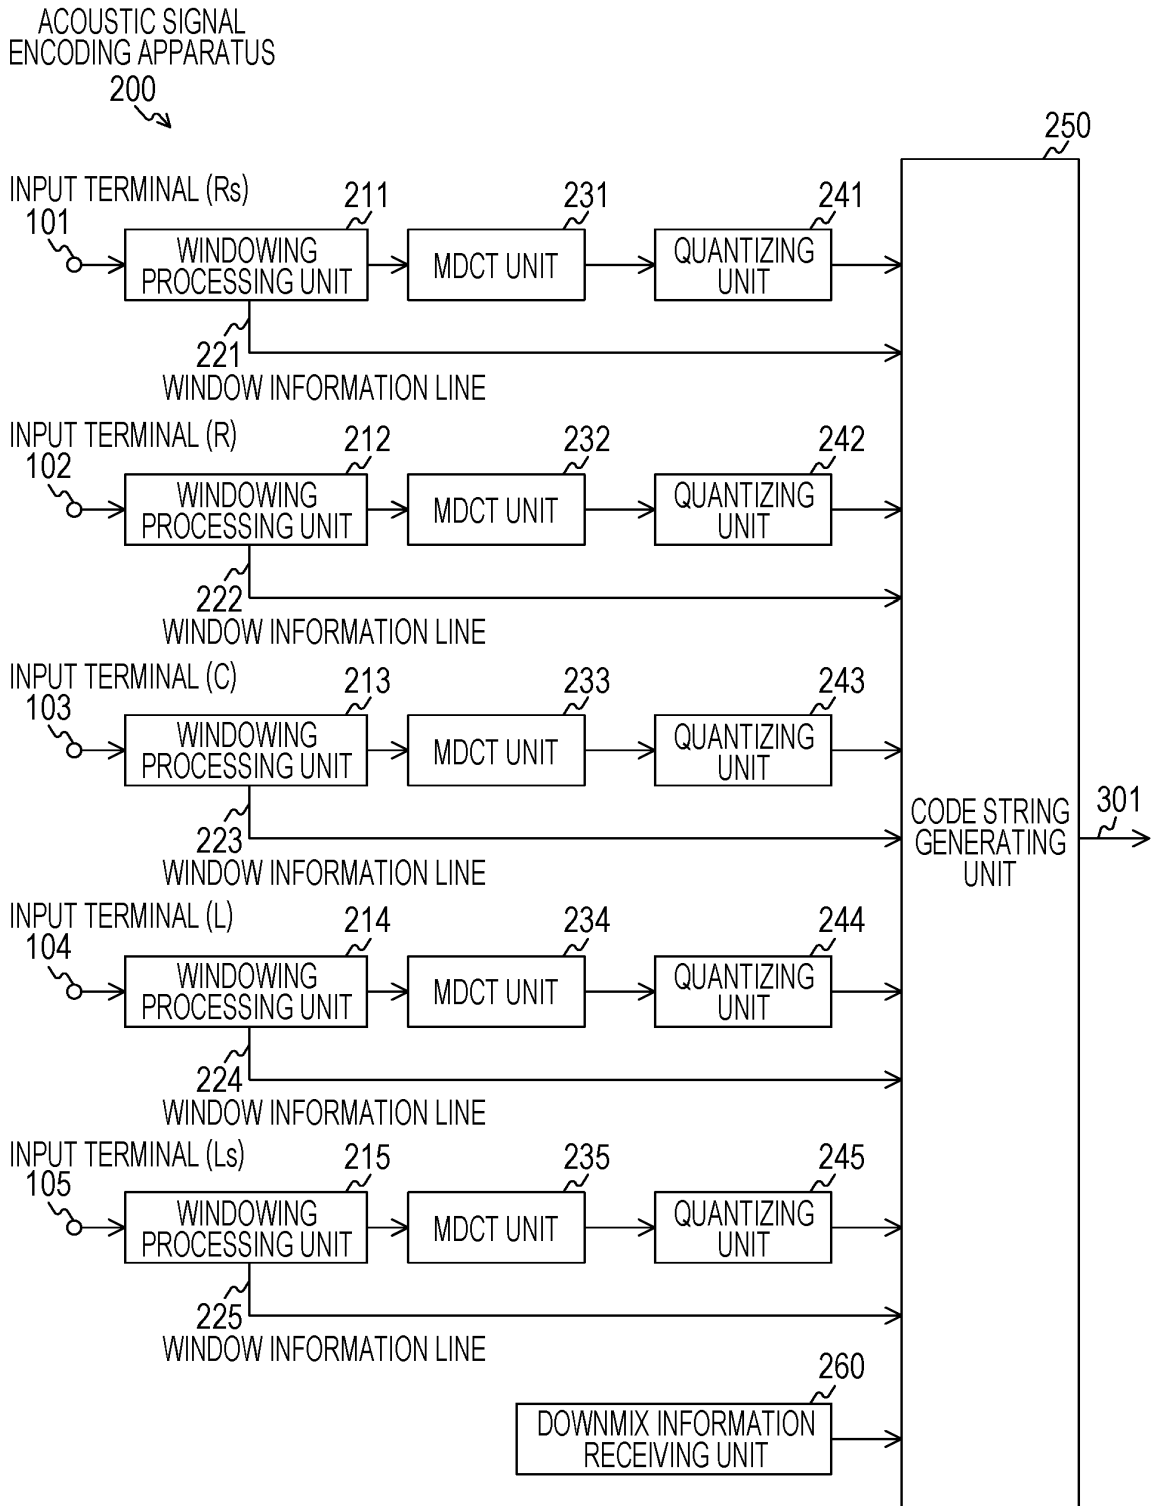 ACOUSTIC SIGNAL
ENCODING APPARATUS
200
250
INPUT TERMINAL (Rs)
101
211
231
241
WINDOWING
PROCESSING UNIT
MDCT UNIT
QUANTIZING
UNIT
221
WINDOW INFORMATION LINE
INPUT TERMINAL (R)
102
212
232
242
WINDOWING
PROCESSING UNIT
MDCT UNIT
QUANTIZING
UNIT
222
WINDOW INFORMATION LINE
INPUT TERMINAL (C)
103
213
233
243
WINDOWING
PROCESSING UNIT
MDCT UNIT
QUANTIZING
UNIT
223
WINDOW INFORMATION LINE
CODE STRING
GENERATING
UNIT
301
INPUT TERMINAL (L)
104
214
234
244
WINDOWING
PROCESSING UNIT
MDCT UNIT
QUANTIZING
UNIT
224
WINDOW INFORMATION LINE
INPUT TERMINAL (Ls)
105
215
235
245
WINDOWING
PROCESSING UNIT
MDCT UNIT
QUANTIZING
UNIT
225
WINDOW INFORMATION LINE
260
DOWNMIX INFORMATION
RECEIVING UNIT